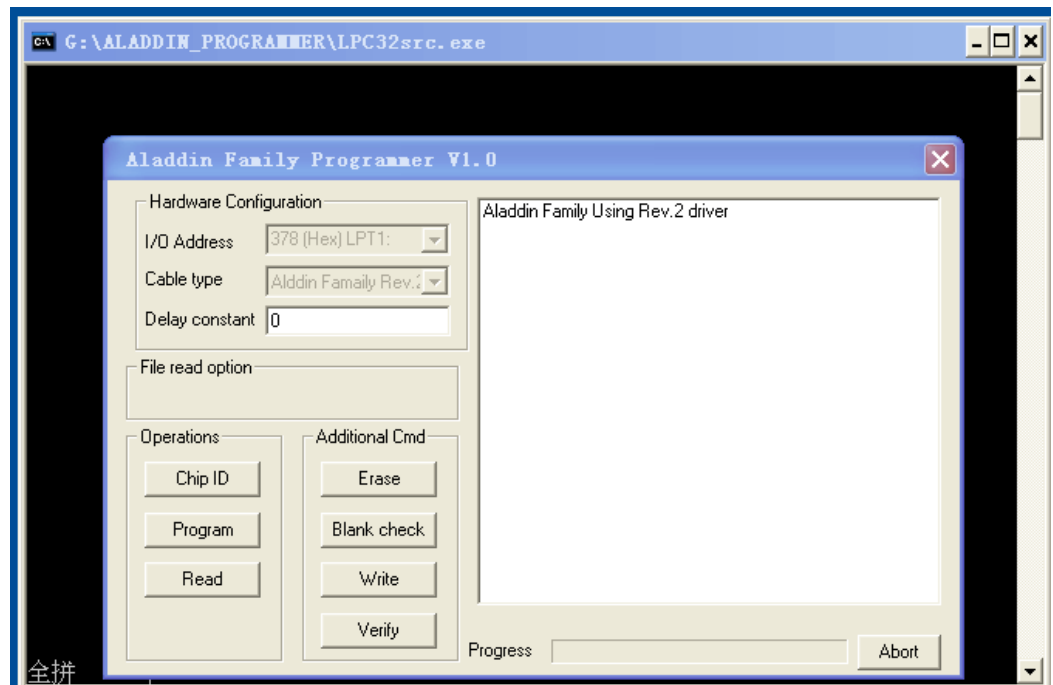 G:\ALADDIN_PROGRAMMER\LPC32src.exe
Aladdin Family Programmer V1.0
Hardware Configuration
I/O Address 378 (Hex) LPT1:
Cable type Alddin Famaily Rev.2
Delay constant 0
Aladdin Family Using Rev.2 driver
File read option
Operations
Additional Cmd
Chip ID
Erase
Program
Blank check
Read
Write
Verify
Progress
Abort
全拼